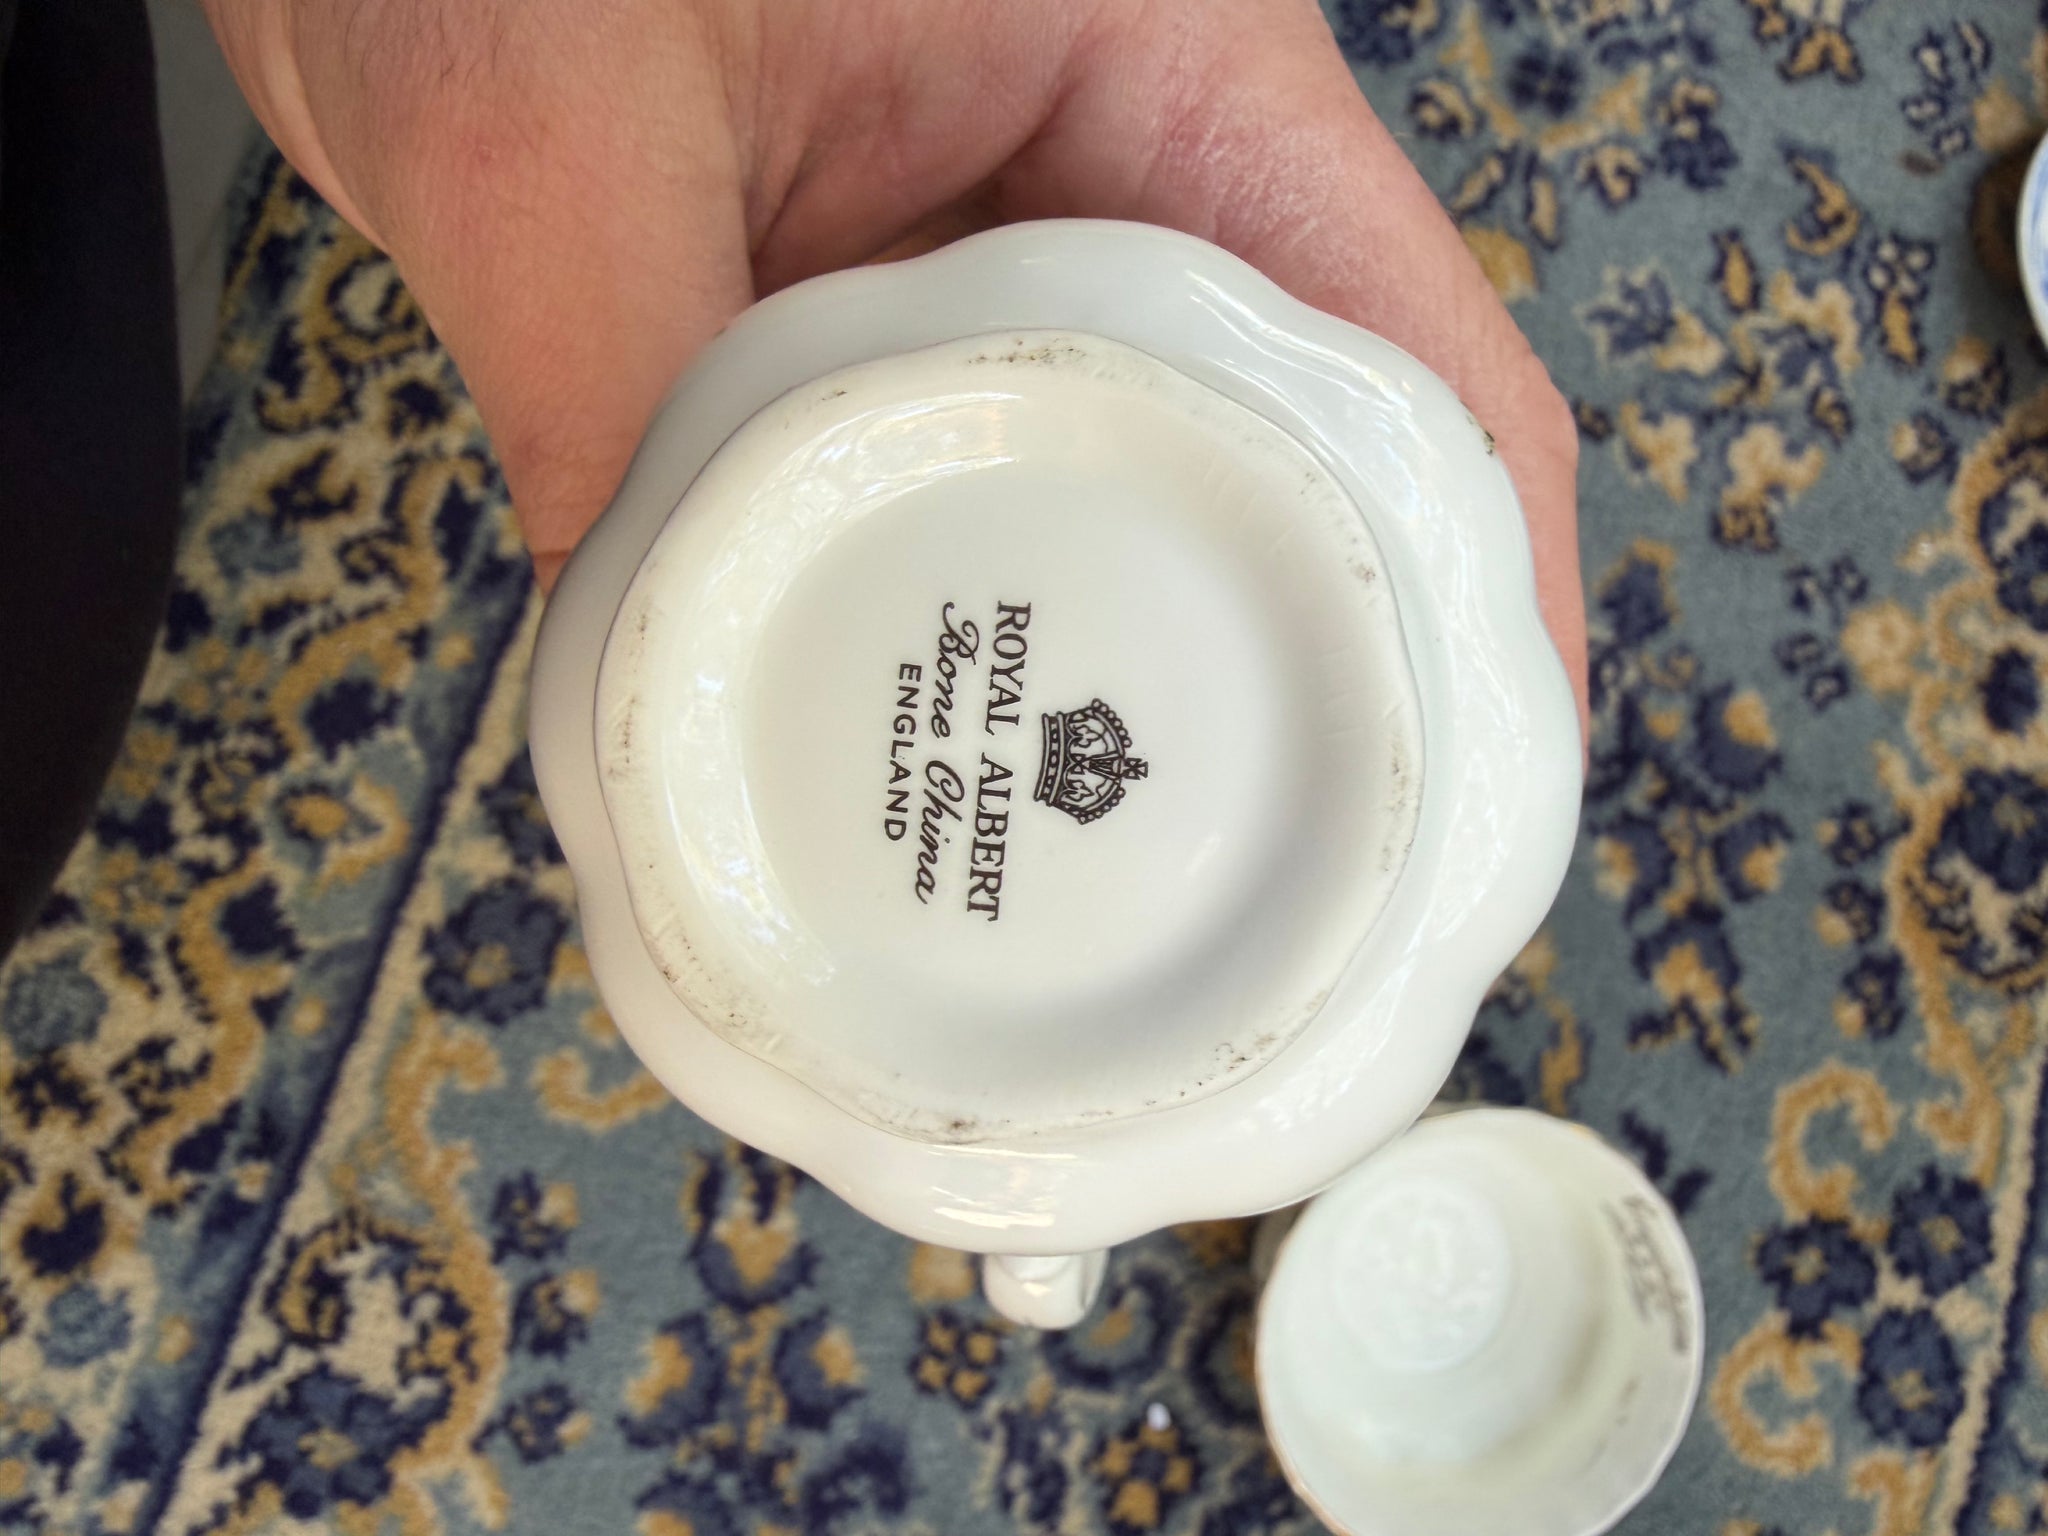 ROYAL ALBERT
Bone China
ENGLAND